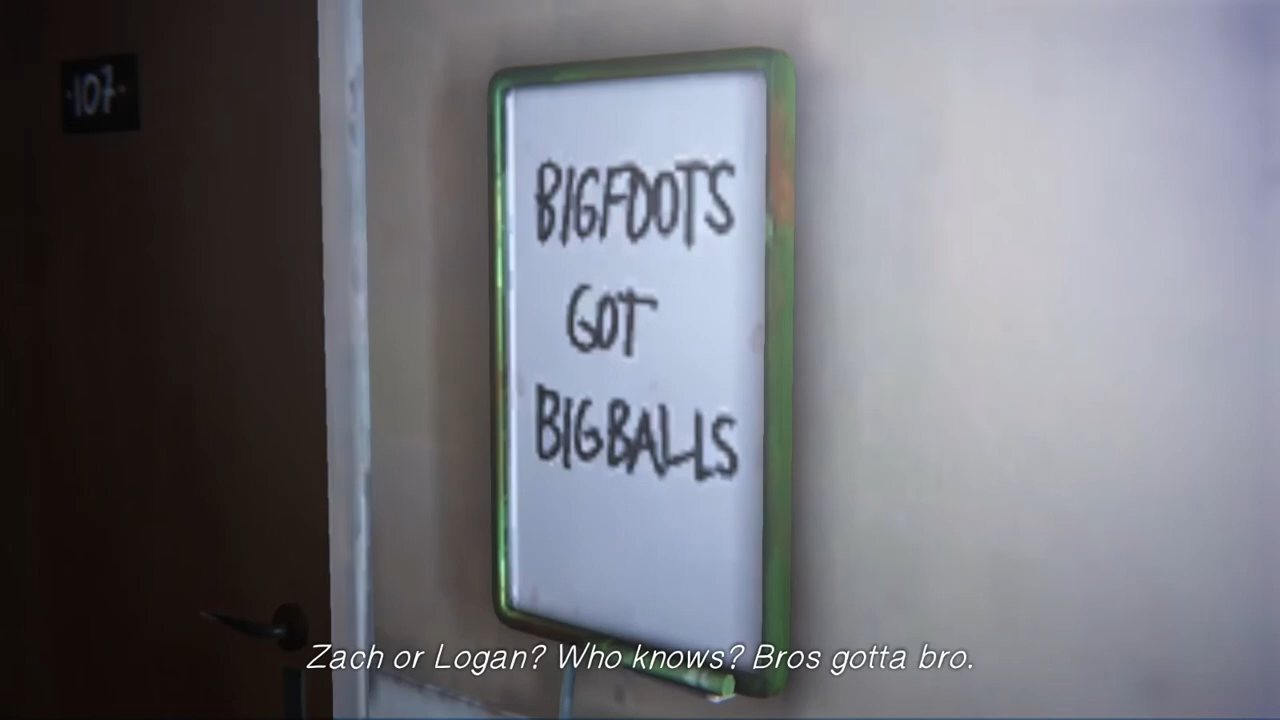 ·107·
BIGFOOTS
GOT
BIGBALLS
Zach or Logan? Who knows? Bros gotta bro.